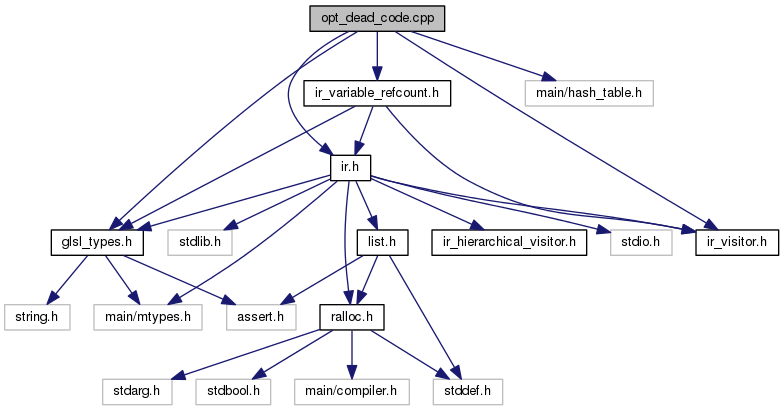 opt_dead_code.cpp
ir_variable_refcount.h
main/hash_table.h
ir.h
glsl_types.h
stdlib.h
list.h
ir_hierarchical_visitor.h
stdio.h
ir_visitor.h
string.h
main/mtypes.h
assert.h
ralloc.h
stdarg.h
stdbool.h
main/compiler.h
stddef.h